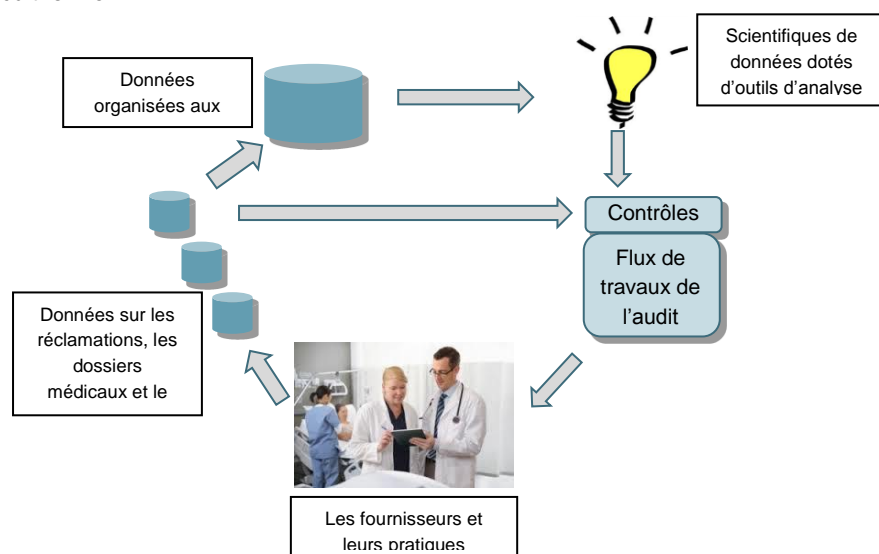 Scientifiques de
données dotés
d'outils d'analyse
Données
organisées aux
Contrôles
Flux de
travaux de
l'audit
Données sur les
réclamations, les
dossiers
médicaux et le
Les fournisseurs et
leurs pratiques